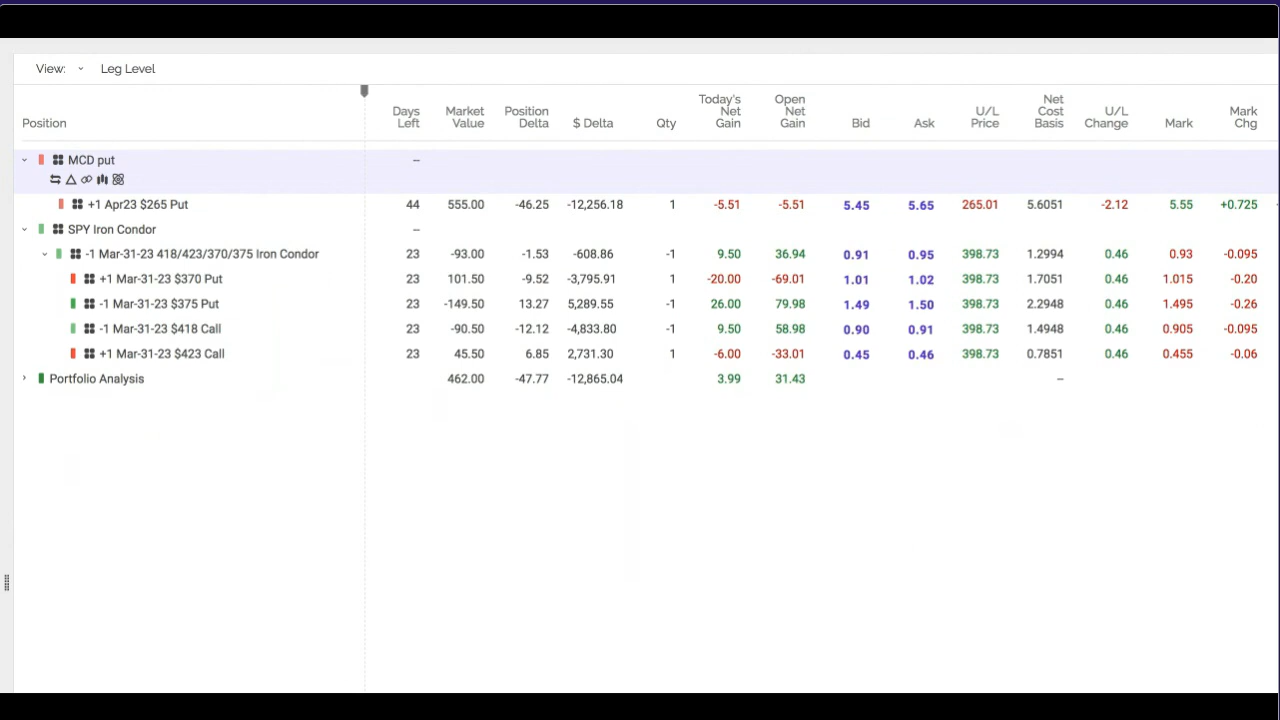 View: Leg Level
Position Days Left Market Value Position Delta $ Delta Qty Today's Net Gain Open Net Gain Bid Ask U/L Price Net Cost Basis U/L Change Mark Mark Chg
MCD put –
+1 Apr23 $265 Put 44 555.00 -46.25 -12,256.18 1 -5.51 -5.51 5.45 5.65 265.01 5.6051 -2.12 5.55 +0.725
SPY Iron Condor –
-1 Mar-31-23 418/423/370/375 Iron Condor 23 -93.00 -1.53 -608.86 -1 9.50 36.94 0.91 0.95 398.73 1.2994 0.46 0.93 -0.095
+1 Mar-31-23 $370 Put 23 101.50 -9.52 -3,795.91 1 -20.00 -69.01 1.01 1.02 398.73 1.7051 0.46 1.015 -0.20
-1 Mar-31-23 $375 Put 23 -149.50 13.27 5,289.55 -1 26.00 79.98 1.49 1.50 398.73 2.2948 0.46 1.495 -0.26
-1 Mar-31-23 $418 Call 23 -90.50 -12.12 -4,833.80 -1 9.50 58.98 0.90 0.91 398.73 1.4948 0.46 0.905 -0.095
+1 Mar-31-23 $423 Call 23 45.50 6.85 2,731.30 1 -6.00 -33.01 0.45 0.46 398.73 0.7851 0.46 0.455 -0.06
Portfolio Analysis 462.00 -47.77 -12,865.04 3.99 31.43 –